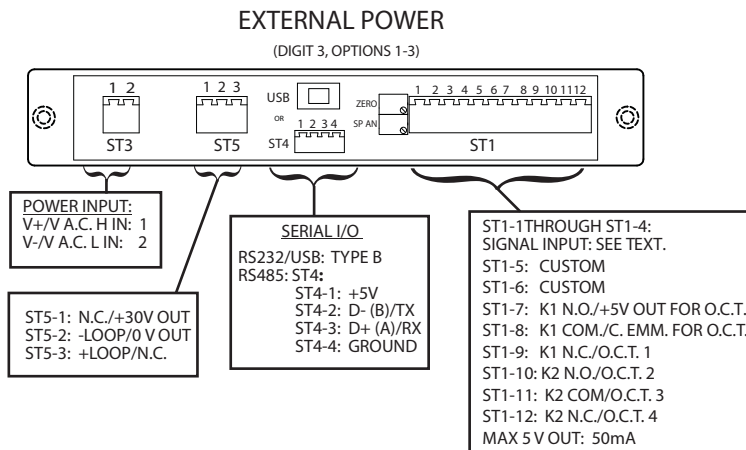 EXTERNAL POWER
(DIGIT 3, OPTIONS 1-3)
1 2
ST3
1 2 3
ST5
USB
OR
ST4
1 2 3 4
ZERO
SP AN
1 2 3 4 5 6 7 8 9 10 11 12
ST1
POWER INPUT:
V+/V A.C. H IN: 1
V-/V A.C. L IN: 2
ST5-1: N.C./+30V OUT
ST5-2: -LOOP/0 V OUT
ST5-3: +LOOP/N.C.
SERIAL I/O
RS232/USB: TYPE B
RS485: ST4:
ST4-1: +5V
ST4-2: D- (B)/TX
ST4-3: D+ (A)/RX
ST4-4: GROUND
ST1-1THROUGH ST1-4:
SIGNAL INPUT: SEE TEXT.
ST1-5: CUSTOM
ST1-6: CUSTOM
ST1-7: K1 N.O./+5V OUT FOR O.C.T.
ST1-8: K1 COM./C. EMM. FOR O.C.T.
ST1-9: K1 N.C./O.C.T. 1
ST1-10: K2 N.O./O.C.T. 2
ST1-11: K2 COM/O.C.T. 3
ST1-12: K2 N.C./O.C.T. 4
MAX 5 V OUT: 50mA